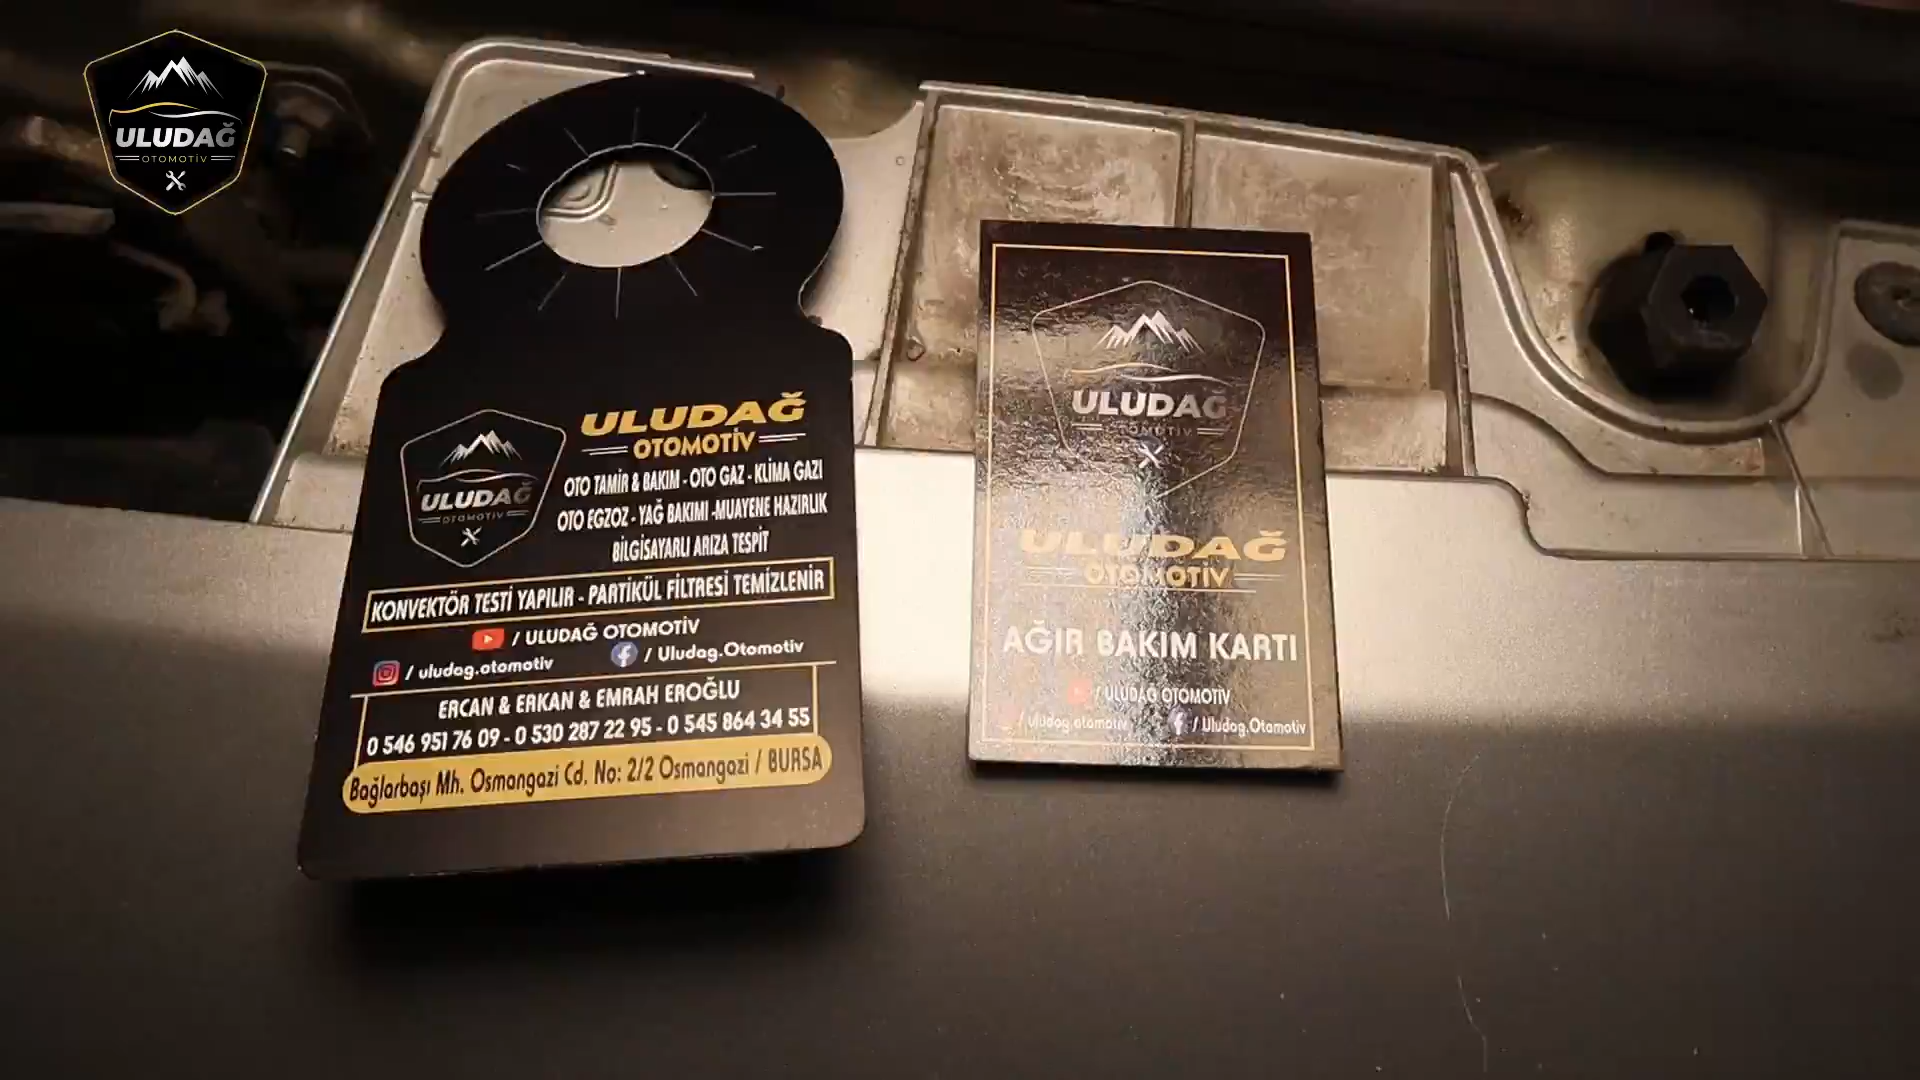 ULUDAĞ
OTOMOTİV
ULUDAĞ
OTOMOTİV
ULUDAĞ
OTOMOTİV
OTO TAMİR & BAKIM - OTO GAZ - KLİMA GAZI
OTO EGZOZ - YAĞ BAKIMI -MUAYENE HAZIRLIK
BİLGİSAYARLI ARIZA TESPİT
KONVEKTÖR TESTİ YAPILIR - PARTİKÜL FİLTRESİ TEMİZLENİR
/ ULUDAĞ OTOMOTİV
/ uludag.otomotiv
/ Uludag.Otomotiv
ERCAN & ERKAN & EMRAH EROĞLU
0 546 951 76 09 - 0 530 287 22 95 - 0 545 864 34 55
Bağlarbaşı Mh. Osmangazi Cd. No: 2/2 Osmangazi / BURSA
ULUDAĞ
OTOMOTİV
ULUDAĞ
OTOMOTİV
AĞIR BAKIM KARTI
/ ULUDAĞ OTOMOTİV
/ uludag.otomotiv
/ Uludag.Otomotiv